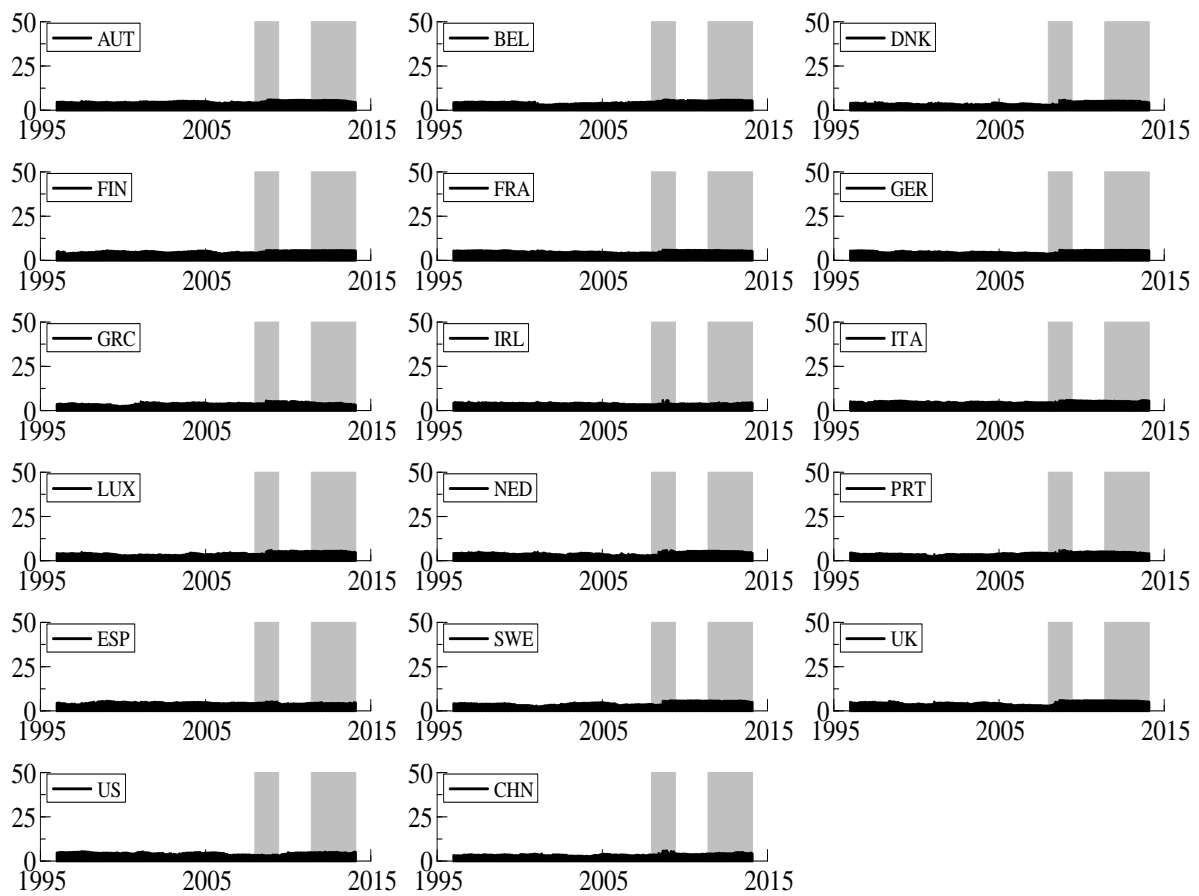 50 AUT 50 BEL 50 DNK
25 25 25
0 0 0
1995 2005 2015 1995 2005 2015 1995 2005 2015
50 FIN 50 FRA 50 GER
25 25 25
0 0 0
1995 2005 2015 1995 2005 2015 1995 2005 2015
50 GRC 50 IRL 50 ITA
25 25 25
0 0 0
1995 2005 2015 1995 2005 2015 1995 2005 2015
50 LUX 50 NED 50 PRT
25 25 25
0 0 0
1995 2005 2015 1995 2005 2015 1995 2005 2015
50 ESP 50 SWE 50 UK
25 25 25
0 0 0
1995 2005 2015 1995 2005 2015 1995 2005 2015
50 US 50 CHN
25 25
0 0
1995 2005 2015 1995 2005 2015